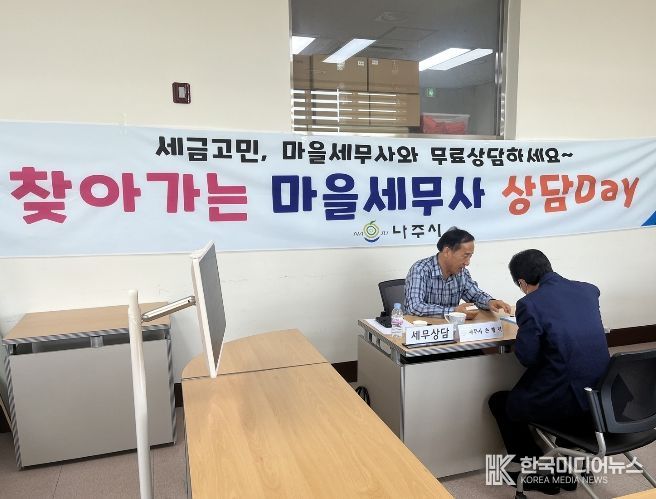 세금고민, 마을세무사와 무료상담하세요~
찾아가는 마을세무사 상담Day
나주시
세무상담
한국미디어뉴스
KOREA MEDIA NEWS